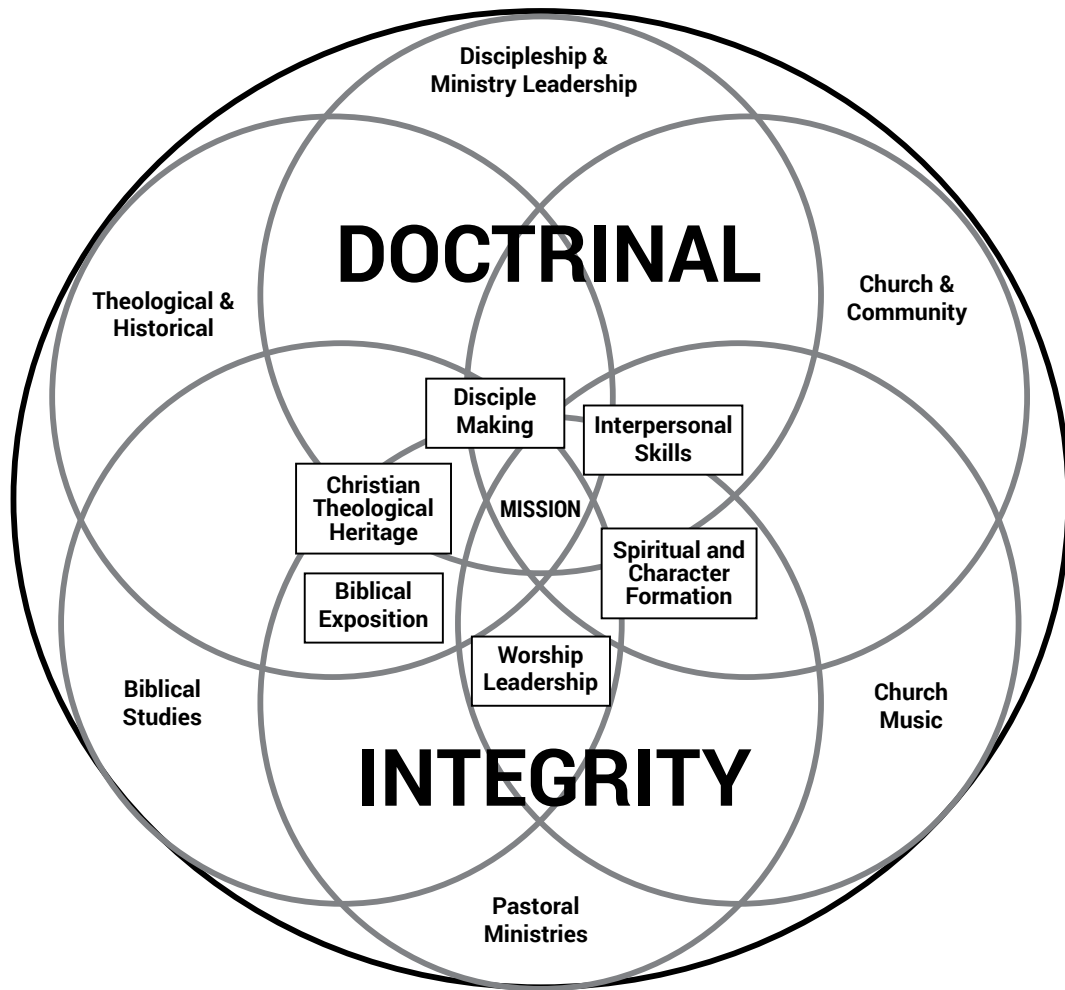 Discipleship &
Ministry Leadership
DOCTRINAL
Theological &
Historical
Church &
Community
Disciple
Making
Interpersonal
Skills
Christian
Theological
Heritage
MISSION
Spiritual and
Character
Formation
Biblical
Exposition
Worship
Leadership
Biblical
Studies
Church
Music
INTEGRITY
Pastoral
Ministries